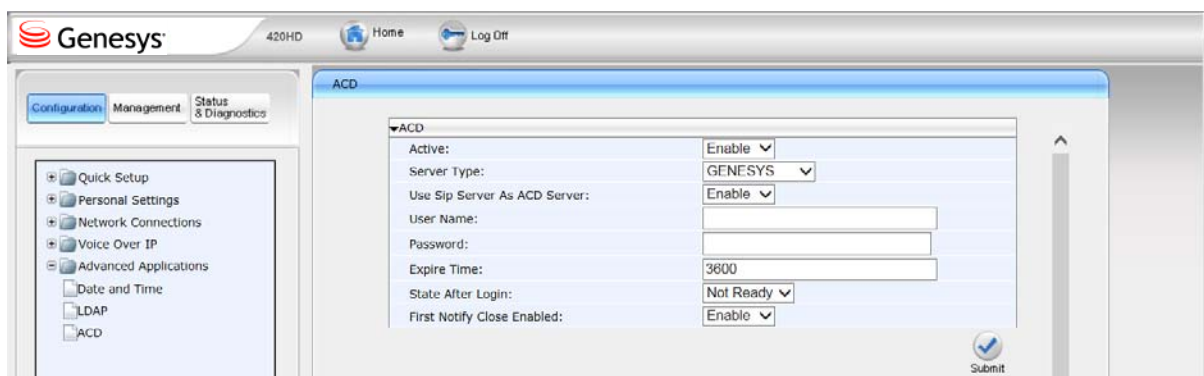 Genesys
420HD
Home
Log Off
Configuration
Management
Status
& Diagnostics
Quick Setup
Personal Settings
Network Connections
Voice Over IP
Advanced Applications
Date and Time
LDAP
ACD
ACD
ACD
Active: Enable
Server Type: GENESYS
Use Sip Server As ACD Server: Enable
User Name:
Password:
Expire Time: 3600
State After Login: Not Ready
First Notify Close Enabled: Enable
Submit